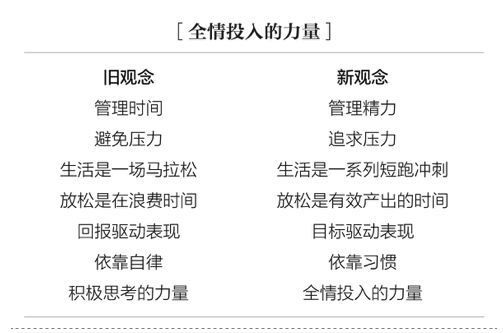 [ 全情投入的力量 ]
旧观念 新观念
管理时间 管理精力
避免压力 追求压力
生活是一场马拉松 生活是一系列短跑冲刺
放松是在浪费时间 放松是有效产出的时间
回报驱动表现 目标驱动表现
依靠自律 依靠习惯
积极思考的力量 全情投入的力量